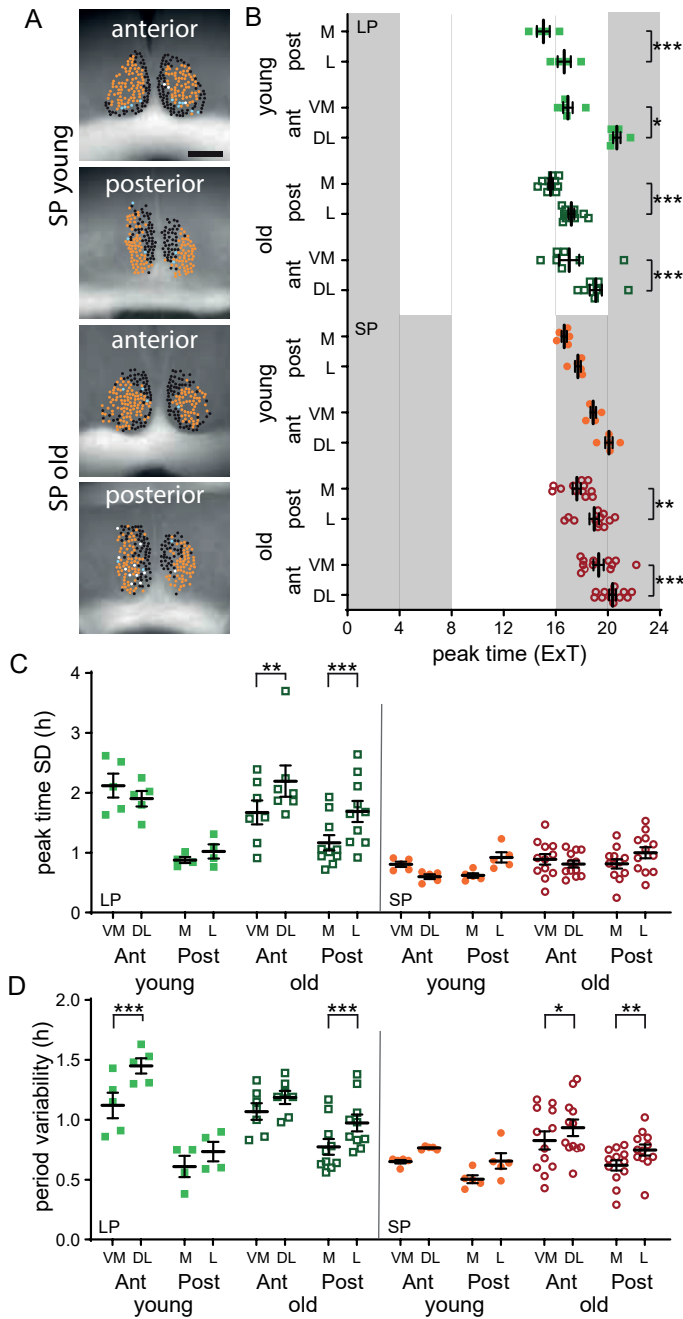 A
SP young
anterior
posterior
SP old
anterior
posterior
B
LP
young
post
M
L
***
ant
VM
DL
*
old
post
M
L
***
ant
VM
DL
***
SP
young
post
M
L
ant
VM
DL
old
post
M
L
**
ant
VM
DL
***
0 4 8 12 16 20 24
peak time (ExT)
C
peak time SD (h)
4
3
2
1
0
** ***
LP SP
VM DL M L VM DL M L VM DL M L VM DL M L
Ant Post Ant Post Ant Post Ant Post
young old young old
D
period variability (h)
2.0
1.5
1.0
0.5
0.0
*** *** * **
LP SP
VM DL M L VM DL M L VM DL M L VM DL M L
Ant Post Ant Post Ant Post Ant Post
young old young old